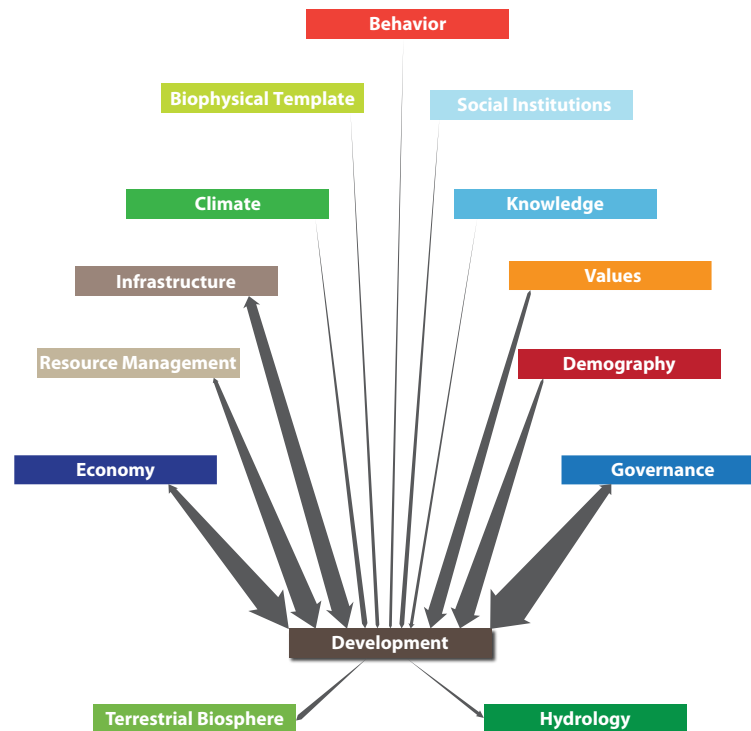 Behavior
Biophysical Template
Social Institutions
Climate
Knowledge
Infrastructure
Values
Resource Management
Demography
Economy
Governance
Development
Terrestrial Biosphere
Hydrology